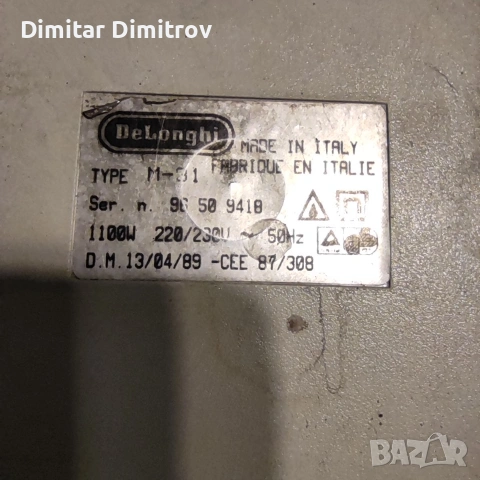 Dimitar Dimitrov
DeLonghi
MADE IN ITALY
FABRIQUE EN ITALIE
TYPE
Ser. n. 96 50 9418
1100W 220/230V ~ 50Hz
D.M.13/04/89 -CEE 87/308
BAZAR